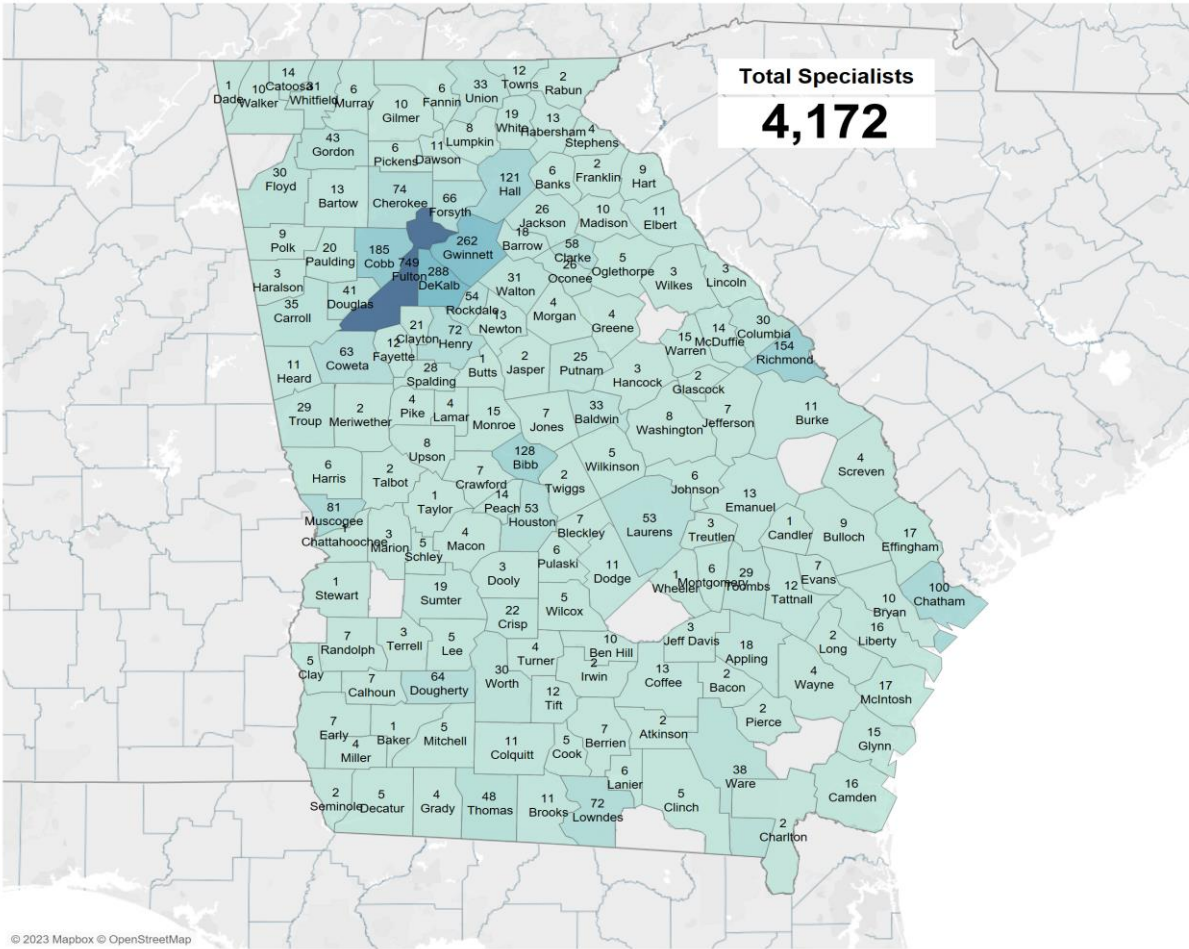 Total Specialists
4,172
1
Dade
10
Walker
14
Catoosa
31
Whitfield
6
Murray
10
Gilmer
6
Fannin
33
Union
12
Towns
2
Rabun
8
Lumpkin
19
White
13
Habersham
4
Stephens
43
Gordon
6
Pickens
11
Dawson
30
Floyd
13
Bartow
74
Cherokee
66
Forsyth
121
Hall
6
Banks
2
Franklin
9
Hart
26
Jackson
10
Madison
11
Elbert
9
Polk
20
Paulding
185
Cobb
749
Fulton
262
Gwinnett
288
DeKalb
18
Barrow
58
Clarke
26
Oconee
5
Oglethorpe
3
Wilkes
3
Lincoln
3
Haralson
41
Douglas
35
Carroll
54
Rockdale
31
Walton
13
Newton
4
Morgan
4
Greene
21
Clayton
72
Henry
12
Fayette
15
Warren
14
McDuffie
30
Columbia
154
Richmond
11
Heard
63
Coweta
28
Spalding
1
Butts
2
Jasper
25
Putnam
3
Hancock
2
Glascock
29
Troup
2
Meriwether
4
Pike
4
Lamar
15
Monroe
7
Jones
33
Baldwin
8
Washington
7
Jefferson
11
Burke
8
Upson
128
Bibb
5
Wilkinson
4
Screven
6
Harris
2
Talbot
7
Crawford
2
Twiggs
6
Johnson
13
Emanuel
81
Muscogee
1
Taylor
14
Peach
53
Houston
7
Bleckley
53
Laurens
3
Treutlen
1
Candler
9
Bulloch
17
Effingham
1
Chattahoochee
3
Marion
5
Schley
4
Macon
3
Dooly
6
Pulaski
11
Dodge
1
Wheeler
6
Montgomery
29
Toombs
12
Tattnall
7
Evans
10
Bryan
100
Chatham
1
Stewart
19
Sumter
22
Crisp
5
Wilcox
16
Liberty
7
Randolph
3
Terrell
5
Lee
4
Turner
10
Ben Hill
2
Irwin
3
Jeff Davis
18
Appling
2
Long
5
Clay
7
Calhoun
64
Dougherty
30
Worth
12
Tift
13
Coffee
2
Bacon
4
Wayne
17
McIntosh
7
Early
4
Miller
1
Baker
5
Mitchell
11
Colquitt
5
Cook
7
Berrien
2
Atkinson
2
Pierce
15
Glynn
2
Seminole
5
Decatur
4
Grady
48
Thomas
11
Brooks
72
Lowndes
6
Lanier
5
Clinch
38
Ware
2
Charlton
16
Camden
© 2023 Mapbox © OpenStreetMap